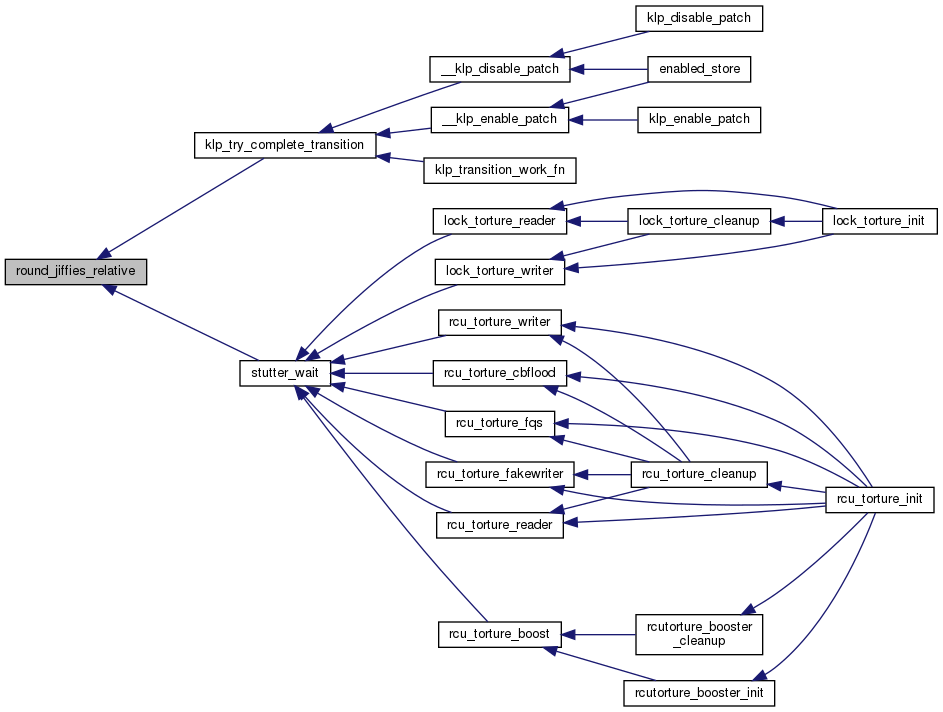 klp_disable_patch
__klp_disable_patch
enabled_store
__klp_enable_patch
klp_enable_patch
klp_try_complete_transition
klp_transition_work_fn
lock_torture_reader
lock_torture_cleanup
lock_torture_init
round_jiffies_relative
lock_torture_writer
rcu_torture_writer
stutter_wait
rcu_torture_cbflood
rcu_torture_fqs
rcu_torture_fakewriter
rcu_torture_cleanup
rcu_torture_init
rcu_torture_reader
rcu_torture_boost
rcutorture_booster
_cleanup
rcutorture_booster_init